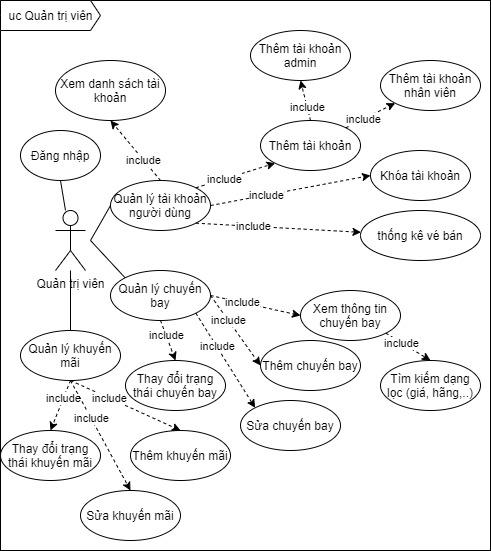 uc Quản trị viên
Thêm tài khoản
admin
Xem danh sách tài
khoản
Thêm tài khoản
nhân viên
include
include
Thêm tài khoản
Đăng nhập
include
include
Khóa tài khoản
Quản lý tài khoản
người dùng
include
include
thống kê vé bán
Quản trị viên
Quản lý chuyến
bay
include
Xem thông tin
chuyến bay
include
include
include
include
Quản lý khuyến
mãi
Thêm chuyến bay
Thay đổi trạng
thái chuyến bay
Tìm kiếm dạng
lọc (giá, hãng,..)
include
include
include
Sửa chuyến bay
Thay đổi trạng
thái khuyến mãi
Thêm khuyến mãi
Sửa khuyến mãi